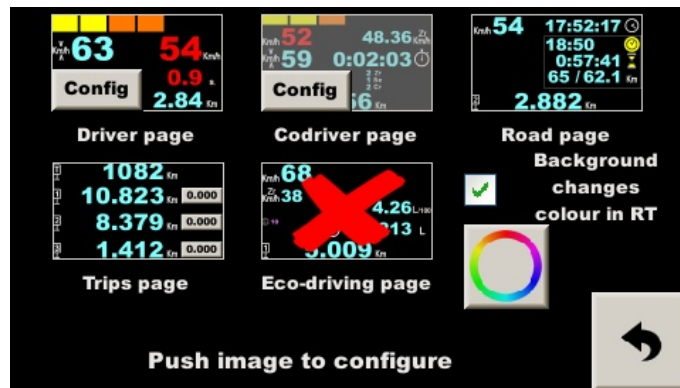 Km/h 63 54 Km/h
Config 0.9 s.
2.84 Km
Driver page
Km/h 52 48.36 Km/h
Km/h 59 0:02:03
Config
Codriver page
Km/h 54 17:52:17
18:50
0:57:41
65 / 62.1 Km
2.882 Km
Road page
1082 Km
10.823 Km 0.000
8.379 Km 0.000
1.412 Km 0.000
Trips page
Km/h 68
Km/h 38
4.26 L/100
L
.009 Km
Eco-driving page
Background
changes
colour in RT
Push image to configure